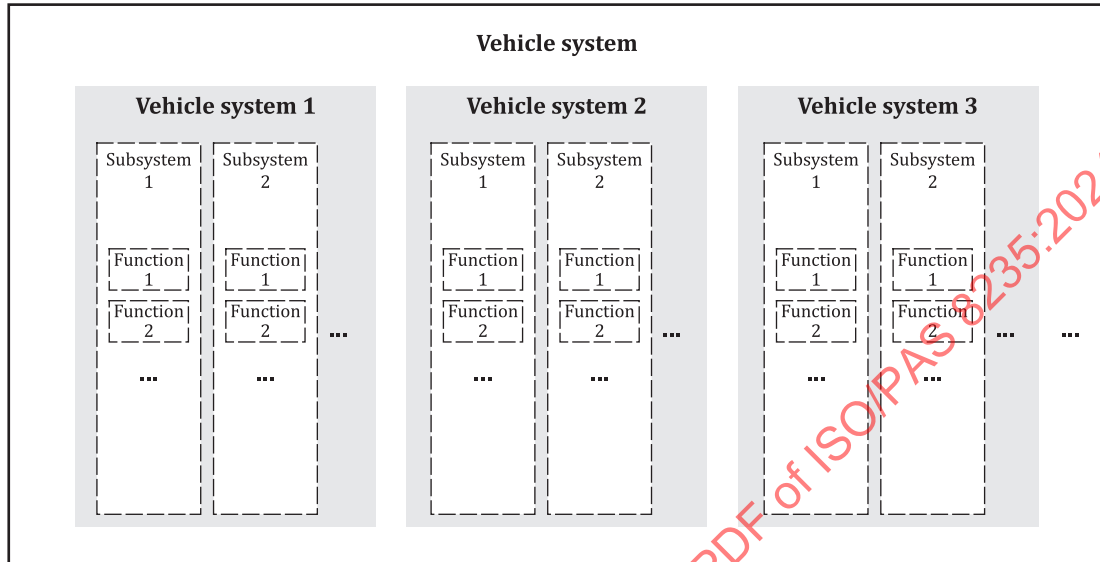 Vehicle system
Vehicle system 1
Subsystem
1
Function
1
Function
2
...
Subsystem
2
Function
1
Function
2
...
...
Vehicle system 2
Subsystem
1
Function
1
Function
2
...
Subsystem
2
Function
1
Function
2
...
...
Vehicle system 3
Subsystem
1
Function
1
Function
2
...
Subsystem
2
Function
1
Function
2
...
...
...
PDF of ISO/PAS 8235:202